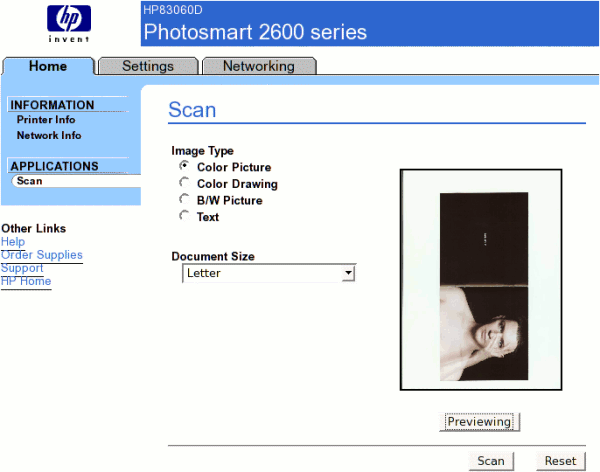 hp
invent
HP83060D
Photosmart 2600 series
Home
Settings
Networking
INFORMATION
Printer Info
Network Info
APPLICATIONS
Scan
Other Links
Help
Order Supplies
Support
HP Home
Scan
Image Type
Color Picture
Color Drawing
B/W Picture
Text
Document Size
Letter
Previewing
Scan
Reset